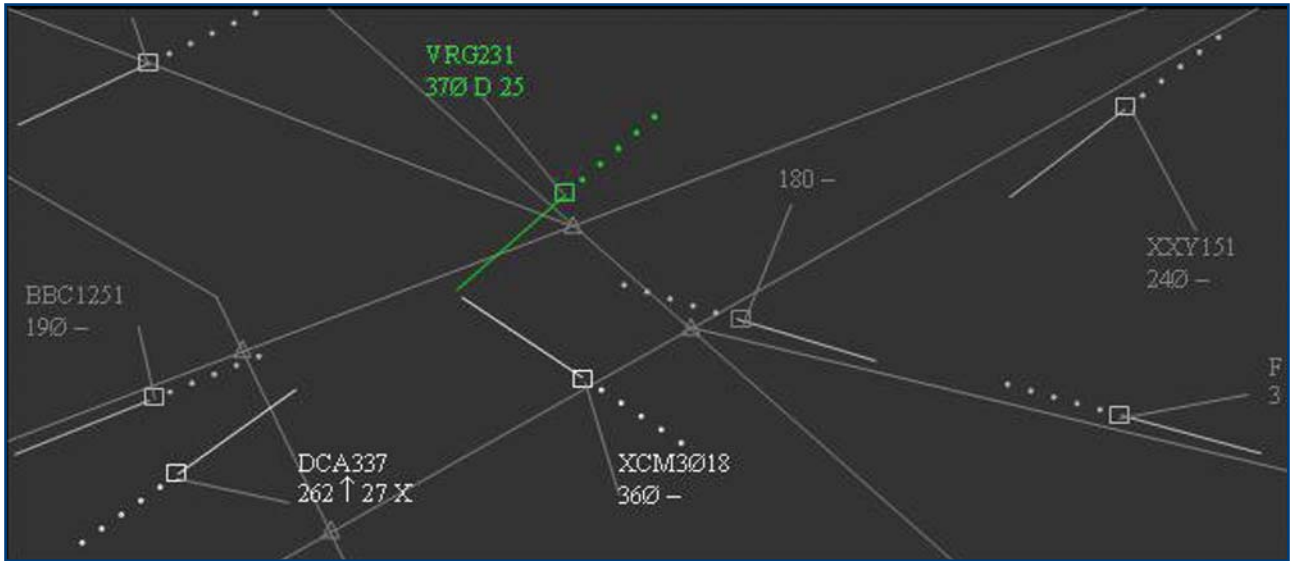 VRG231
37Ø D 25
180 –
XXY151
24Ø –
BBC1251
19Ø –
F
3
DCA337
262 ↑ 27 X
XCM3Ø18
36Ø –